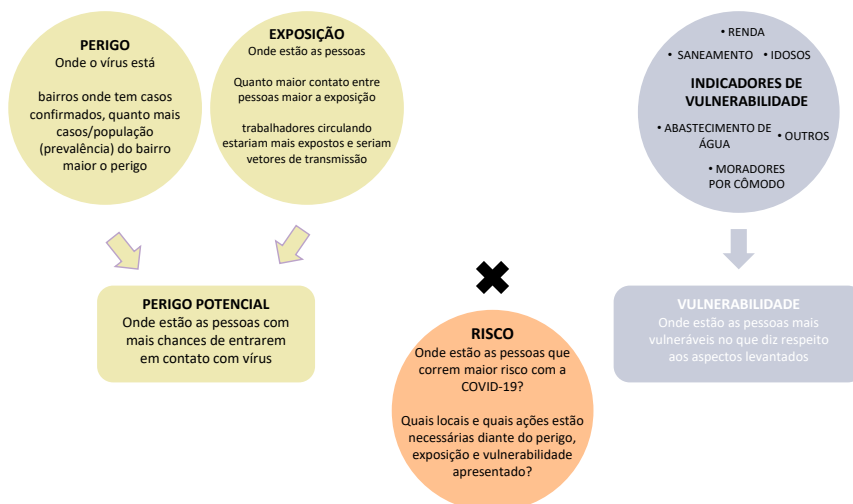 PERIGO
Onde o vírus está
bairros onde tem casos
confirmados, quanto mais
casos/população
(prevalência) do bairro
maior o perigo
EXPOSIÇÃO
Onde estão as pessoas
Quanto maior contato entre
pessoas maior a exposição
trabalhadores circulando
estariam mais expostos e seriam
vetores de transmissão
• RENDA
• SANEAMENTO • IDOSOS
INDICADORES DE
VULNERABILIDADE
• ABASTECIMENTO DE
ÁGUA
• OUTROS
• MORADORES
POR CÔMODO
PERIGO POTENCIAL
Onde estão as pessoas com
mais chances de entrarem
em contato com vírus
RISCO
Onde estão as pessoas que
correm maior risco com a
COVID-19?
Quais locais e quais ações estão
necessárias diante do perigo,
exposição e vulnerabilidade
apresentado?
VULNERABILIDADE
Onde estão as pessoas mais
vulneráveis no que diz respeito
aos aspectos levantados